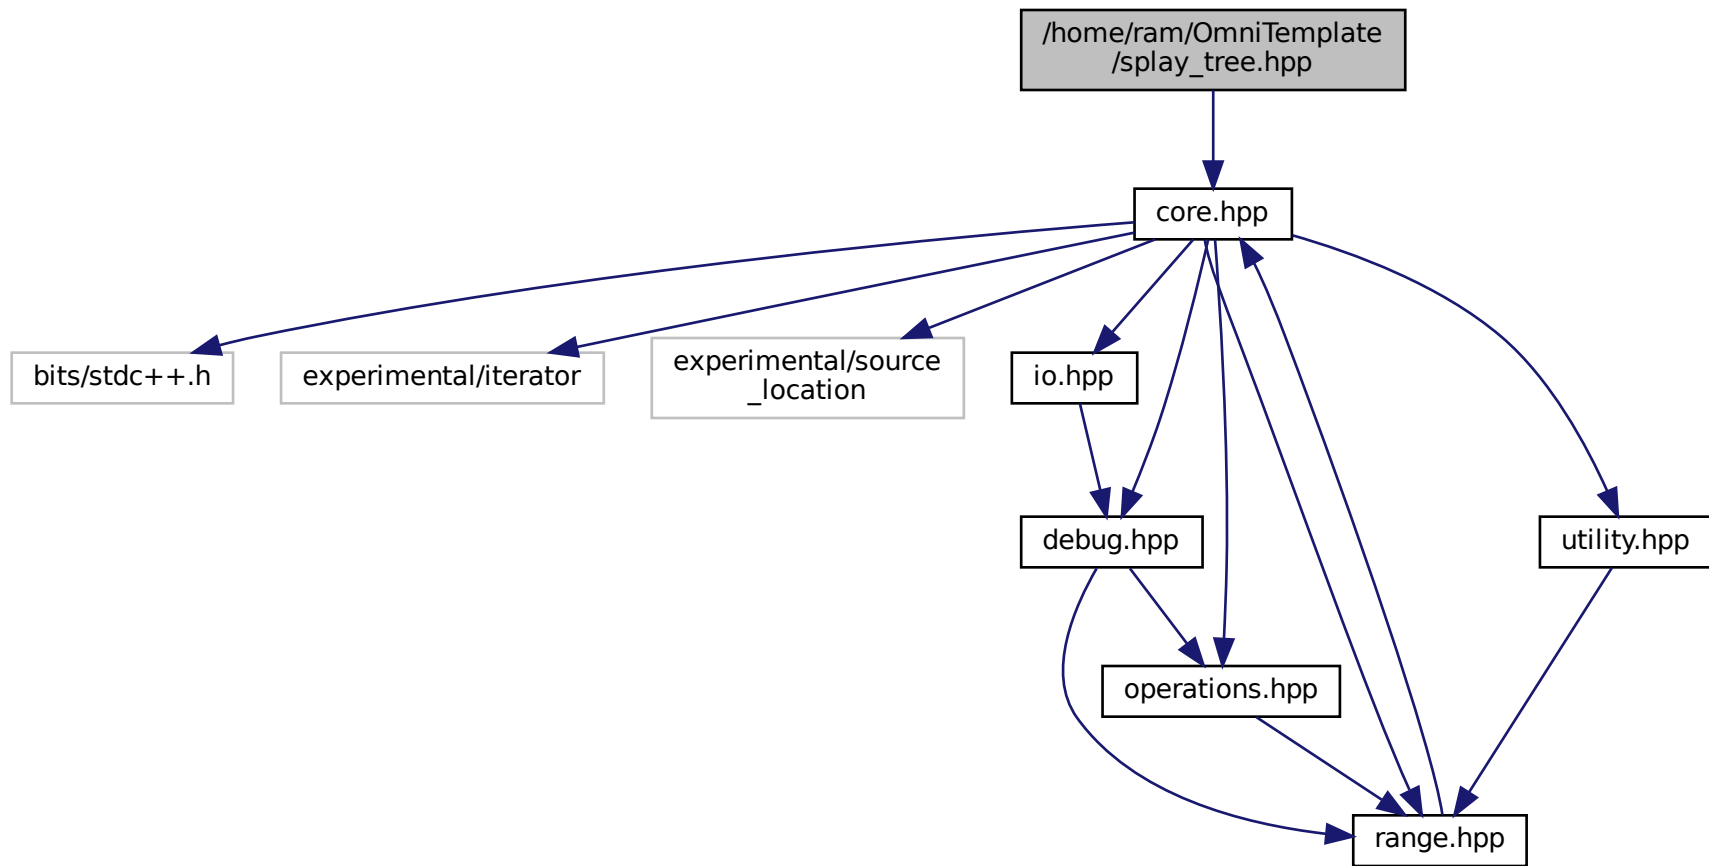 /home/ram/OmniTemplate
/splay_tree.hpp
core.hpp
bits/stdc++.h
experimental/iterator
experimental/source
_location
io.hpp
debug.hpp
utility.hpp
operations.hpp
range.hpp